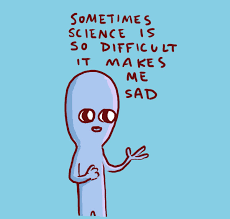 SOMETIMES
SCIENCE IS
SO DIFFICULT
IT MAKES
ME
SAD